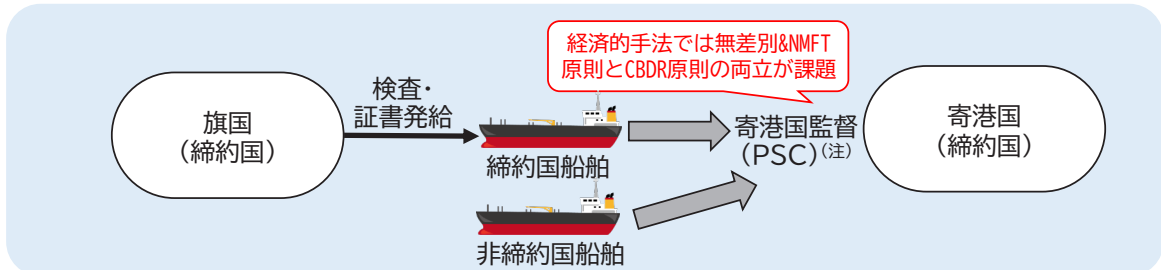 経済的手法では無差別&NMFT
原則とCBDR原則の両立が課題
旗国
（締約国）
検査・
証書発給
締約国船舶
非締約国船舶
寄港国監督
(PSC)(注)
寄港国
（締約国）